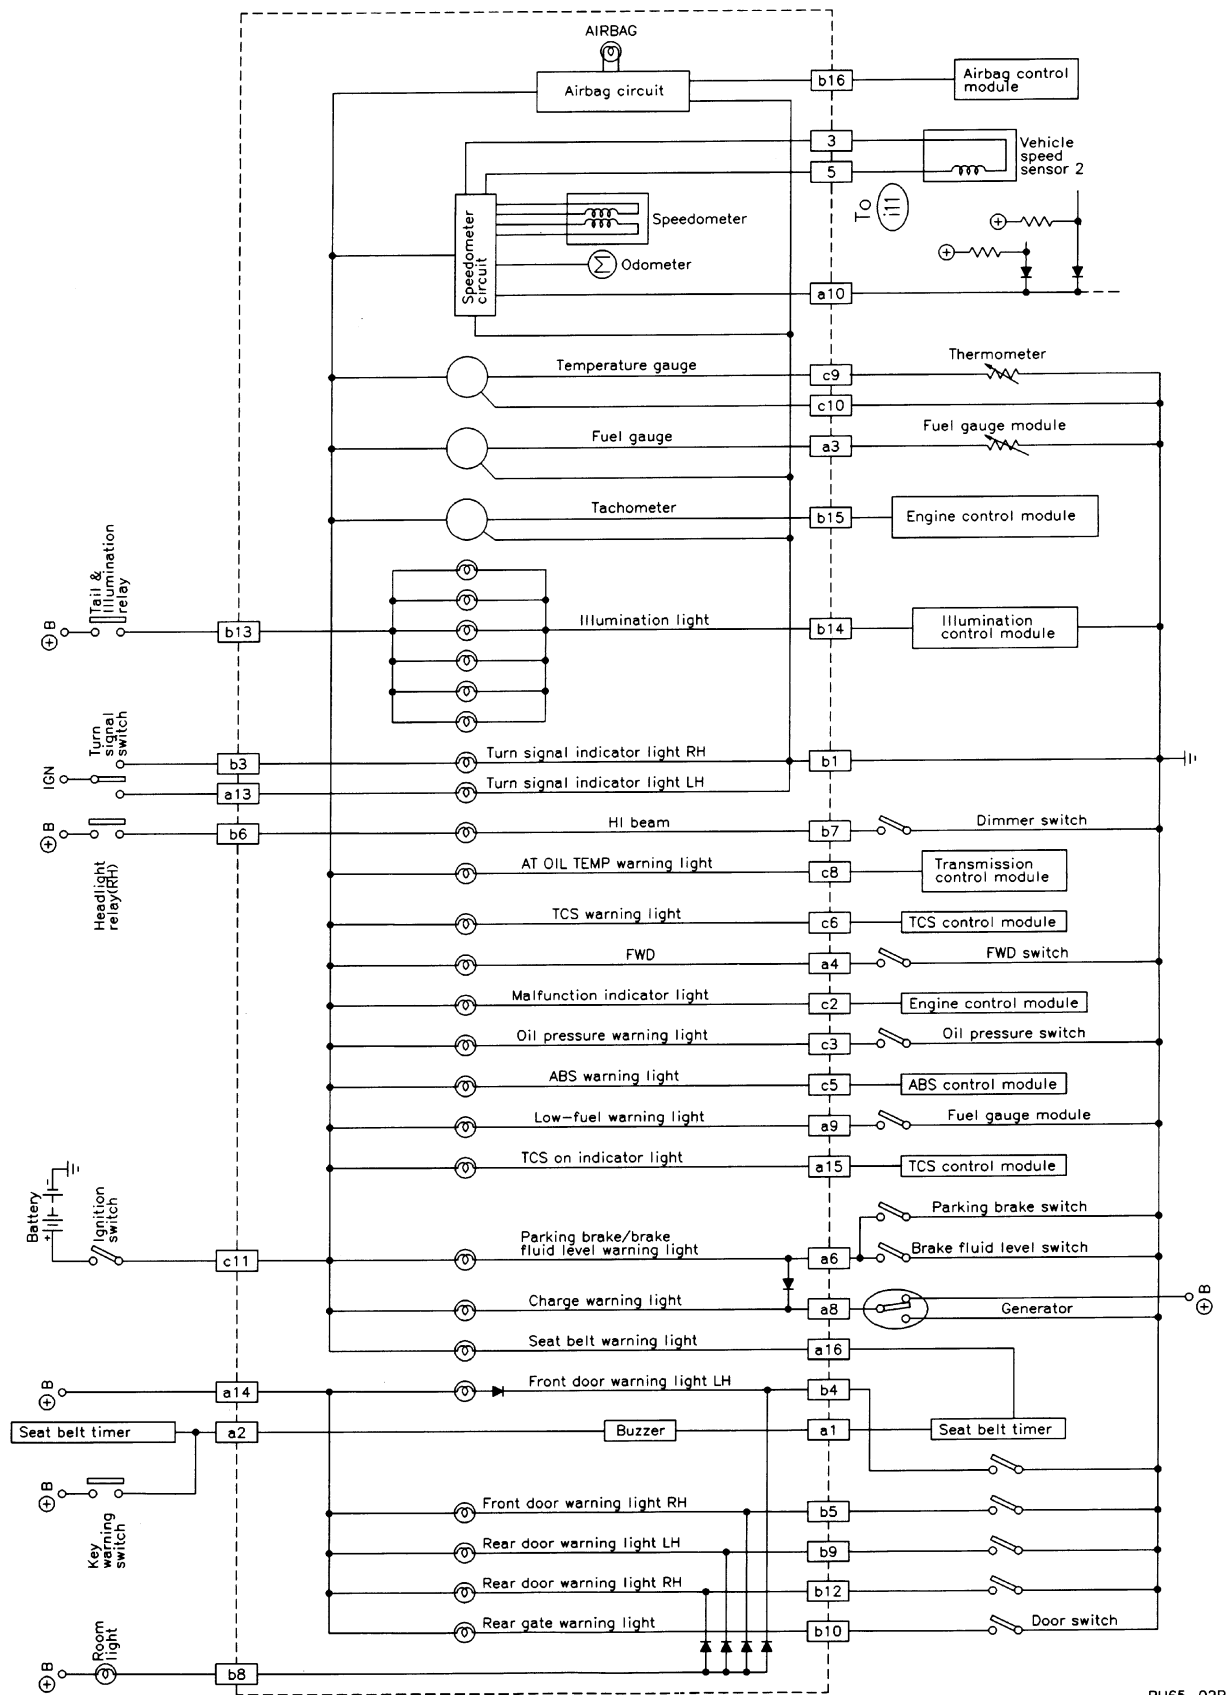 AIRBAG
Airbag circuit
b16
Airbag control
module
3
5
Vehicle
speed
sensor 2
To
i11
Speedometer
circuit
Speedometer
Odometer
a10
Temperature gauge
c9
Thermometer
c10
Fuel gauge
a3
Fuel gauge module
Tachometer
b15
Engine control module
Tail &
illumination
relay
B
b13
Illumination light
b14
Illumination
control module
Turn
signal
switch
IGN
b3
Turn signal indicator light RH
b1
a13
Turn signal indicator light LH
B
b6
HI beam
b7
Dimmer switch
Headlight
relay(RH)
AT OIL TEMP warning light
c8
Transmission
control module
TCS warning light
c6
TCS control module
FWD
a4
FWD switch
Malfunction indicator light
c2
Engine control module
Oil pressure warning light
c3
Oil pressure switch
ABS warning light
c5
ABS control module
Low-fuel warning light
a9
Fuel gauge module
TCS on indicator light
a15
TCS control module
Battery
Ignition
switch
c11
Parking brake/brake
fluid level warning light
a6
Parking brake switch
Brake fluid level switch
Charge warning light
a8
Generator
B
Seat belt warning light
a16
B
a14
Front door warning light LH
b4
Seat belt timer
a2
Buzzer
a1
Seat belt timer
B
Key
warning
switch
Front door warning light RH
b5
Rear door warning light LH
b9
Rear door warning light RH
b12
Rear gate warning light
b10
Door switch
B
Room
light
b8